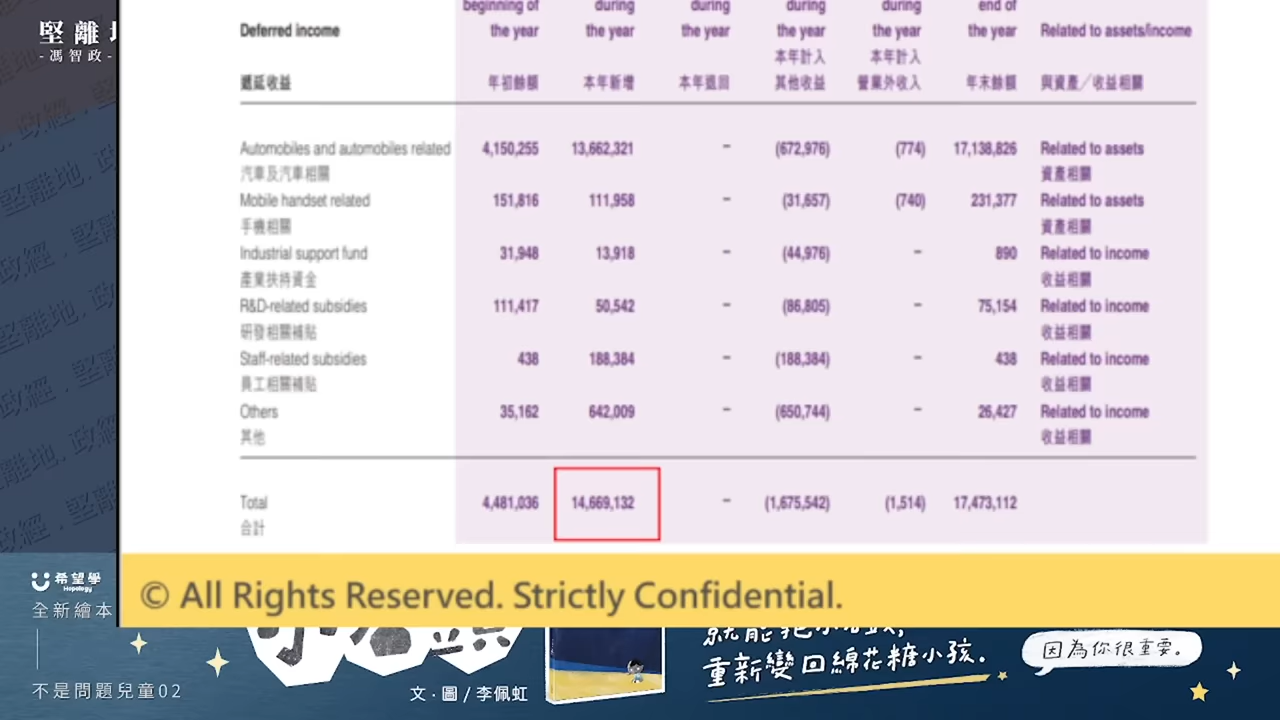 堅離
- 馮智政 -
beginning of during during during during end of
Deferred income the year the year the year the year the year the year Related to assets/income
本年計入 本年計入
遞延收益 年初餘額 本年新增 本年退回 其他收益 營業外收入 年末餘額 與資產／收益相關
Automobiles and automobiles related 4,150,255 13,662,321 – (672,976) (774) 17,138,826 Related to assets
汽車及汽車相關 資產相關
Mobile handset related 151,816 111,958 – (31,657) (740) 231,377 Related to assets
手機相關 資產相關
Industrial support fund 31,948 13,918 – (44,976) – 890 Related to income
產業扶持資金 收益相關
R&D-related subsidies 111,417 50,542 – (86,805) – 75,154 Related to income
研發相關補貼 收益相關
Staff-related subsidies 438 188,384 – (188,384) – 438 Related to income
員工相關補貼 收益相關
Others 35,162 642,009 – (650,744) – 26,427 Related to income
其他 收益相關
Total 4,481,036 14,669,132 – (1,675,542) (1,514) 17,473,112
合計
© All Rights Reserved. Strictly Confidential.
希望學
Hopology
全新繪本
不是問題兒童02
文 · 圖 / 李佩虹
重新變回綿花糖小孩.
因為你很重要。